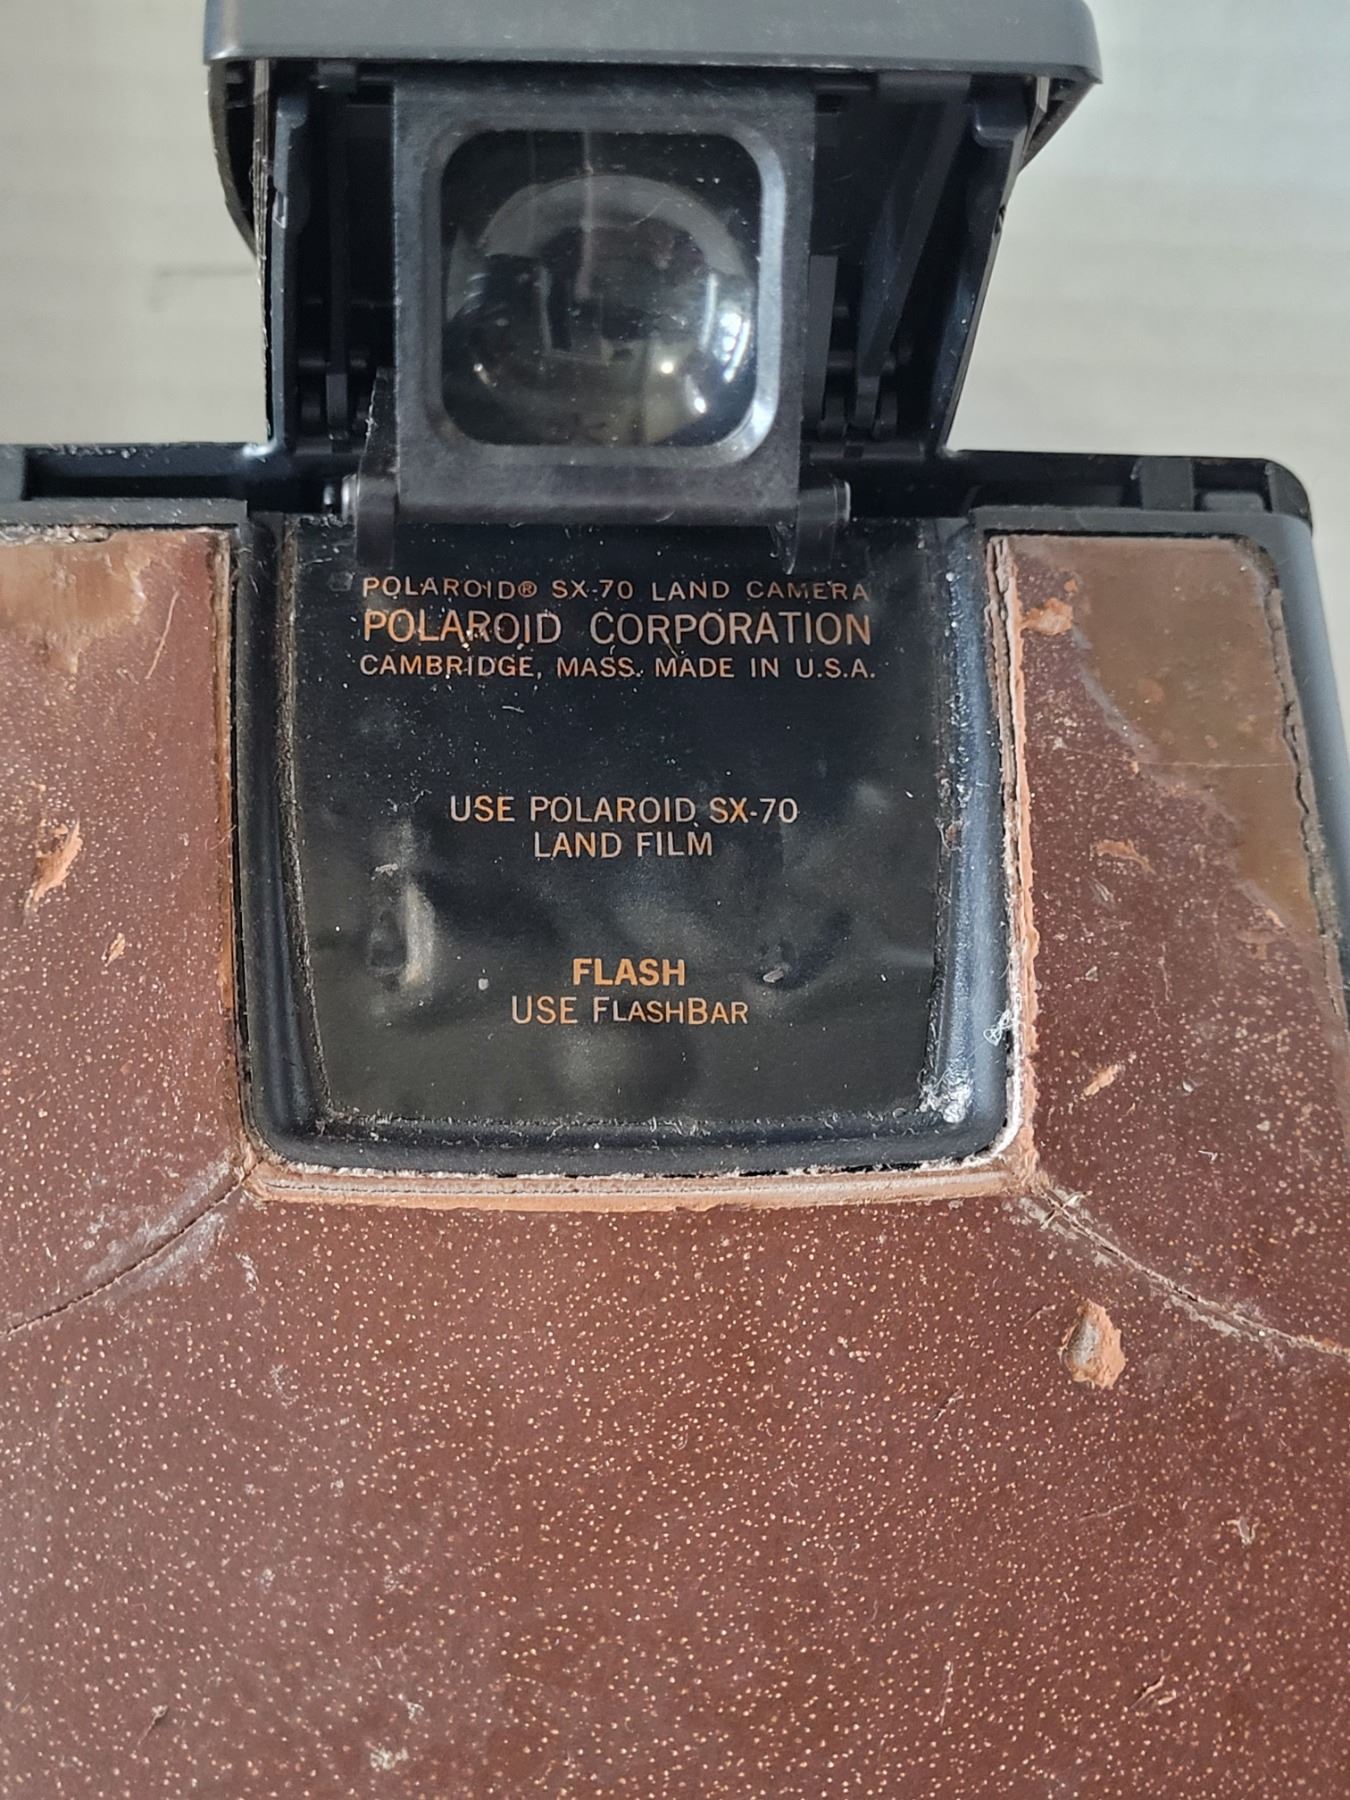 POLAROID® SX-70 LAND CAMERA
POLAROID CORPORATION
CAMBRIDGE, MASS. MADE IN U.S.A.
USE POLAROID SX-70
LAND FILM
FLASH
USE FLASHBAR